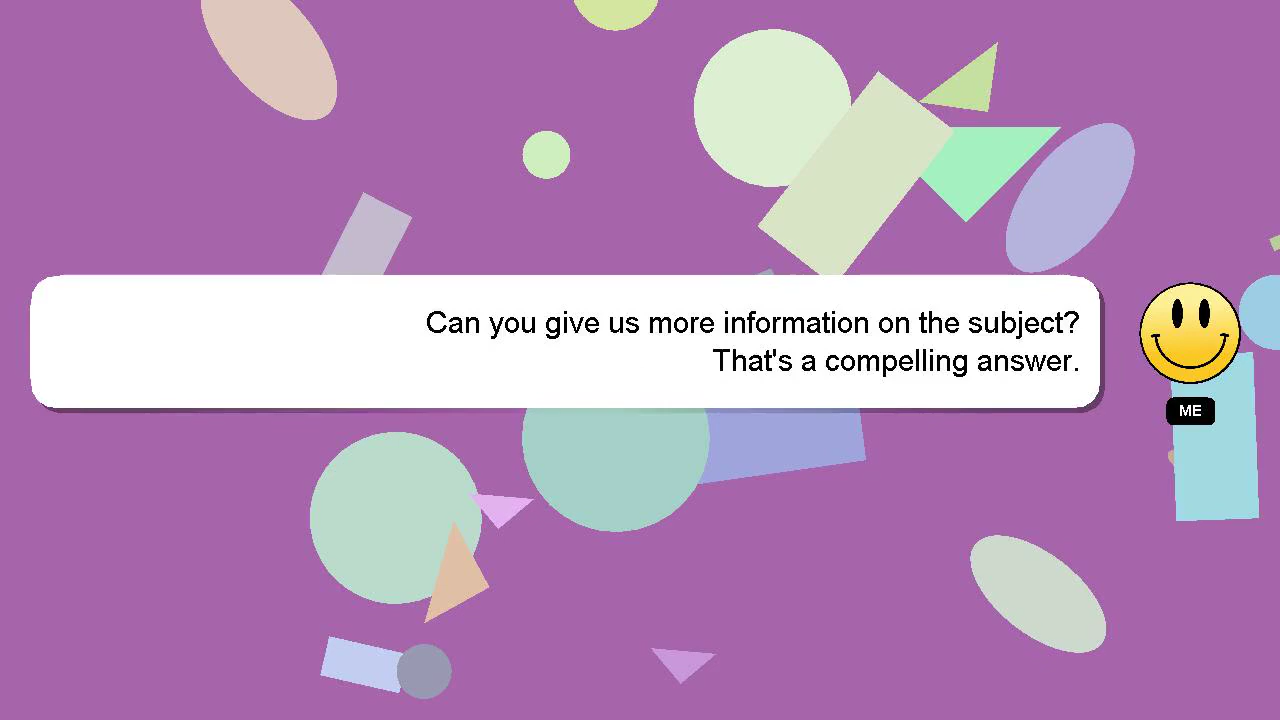 Can you give us more information on the subject?
That's a compelling answer.
ME